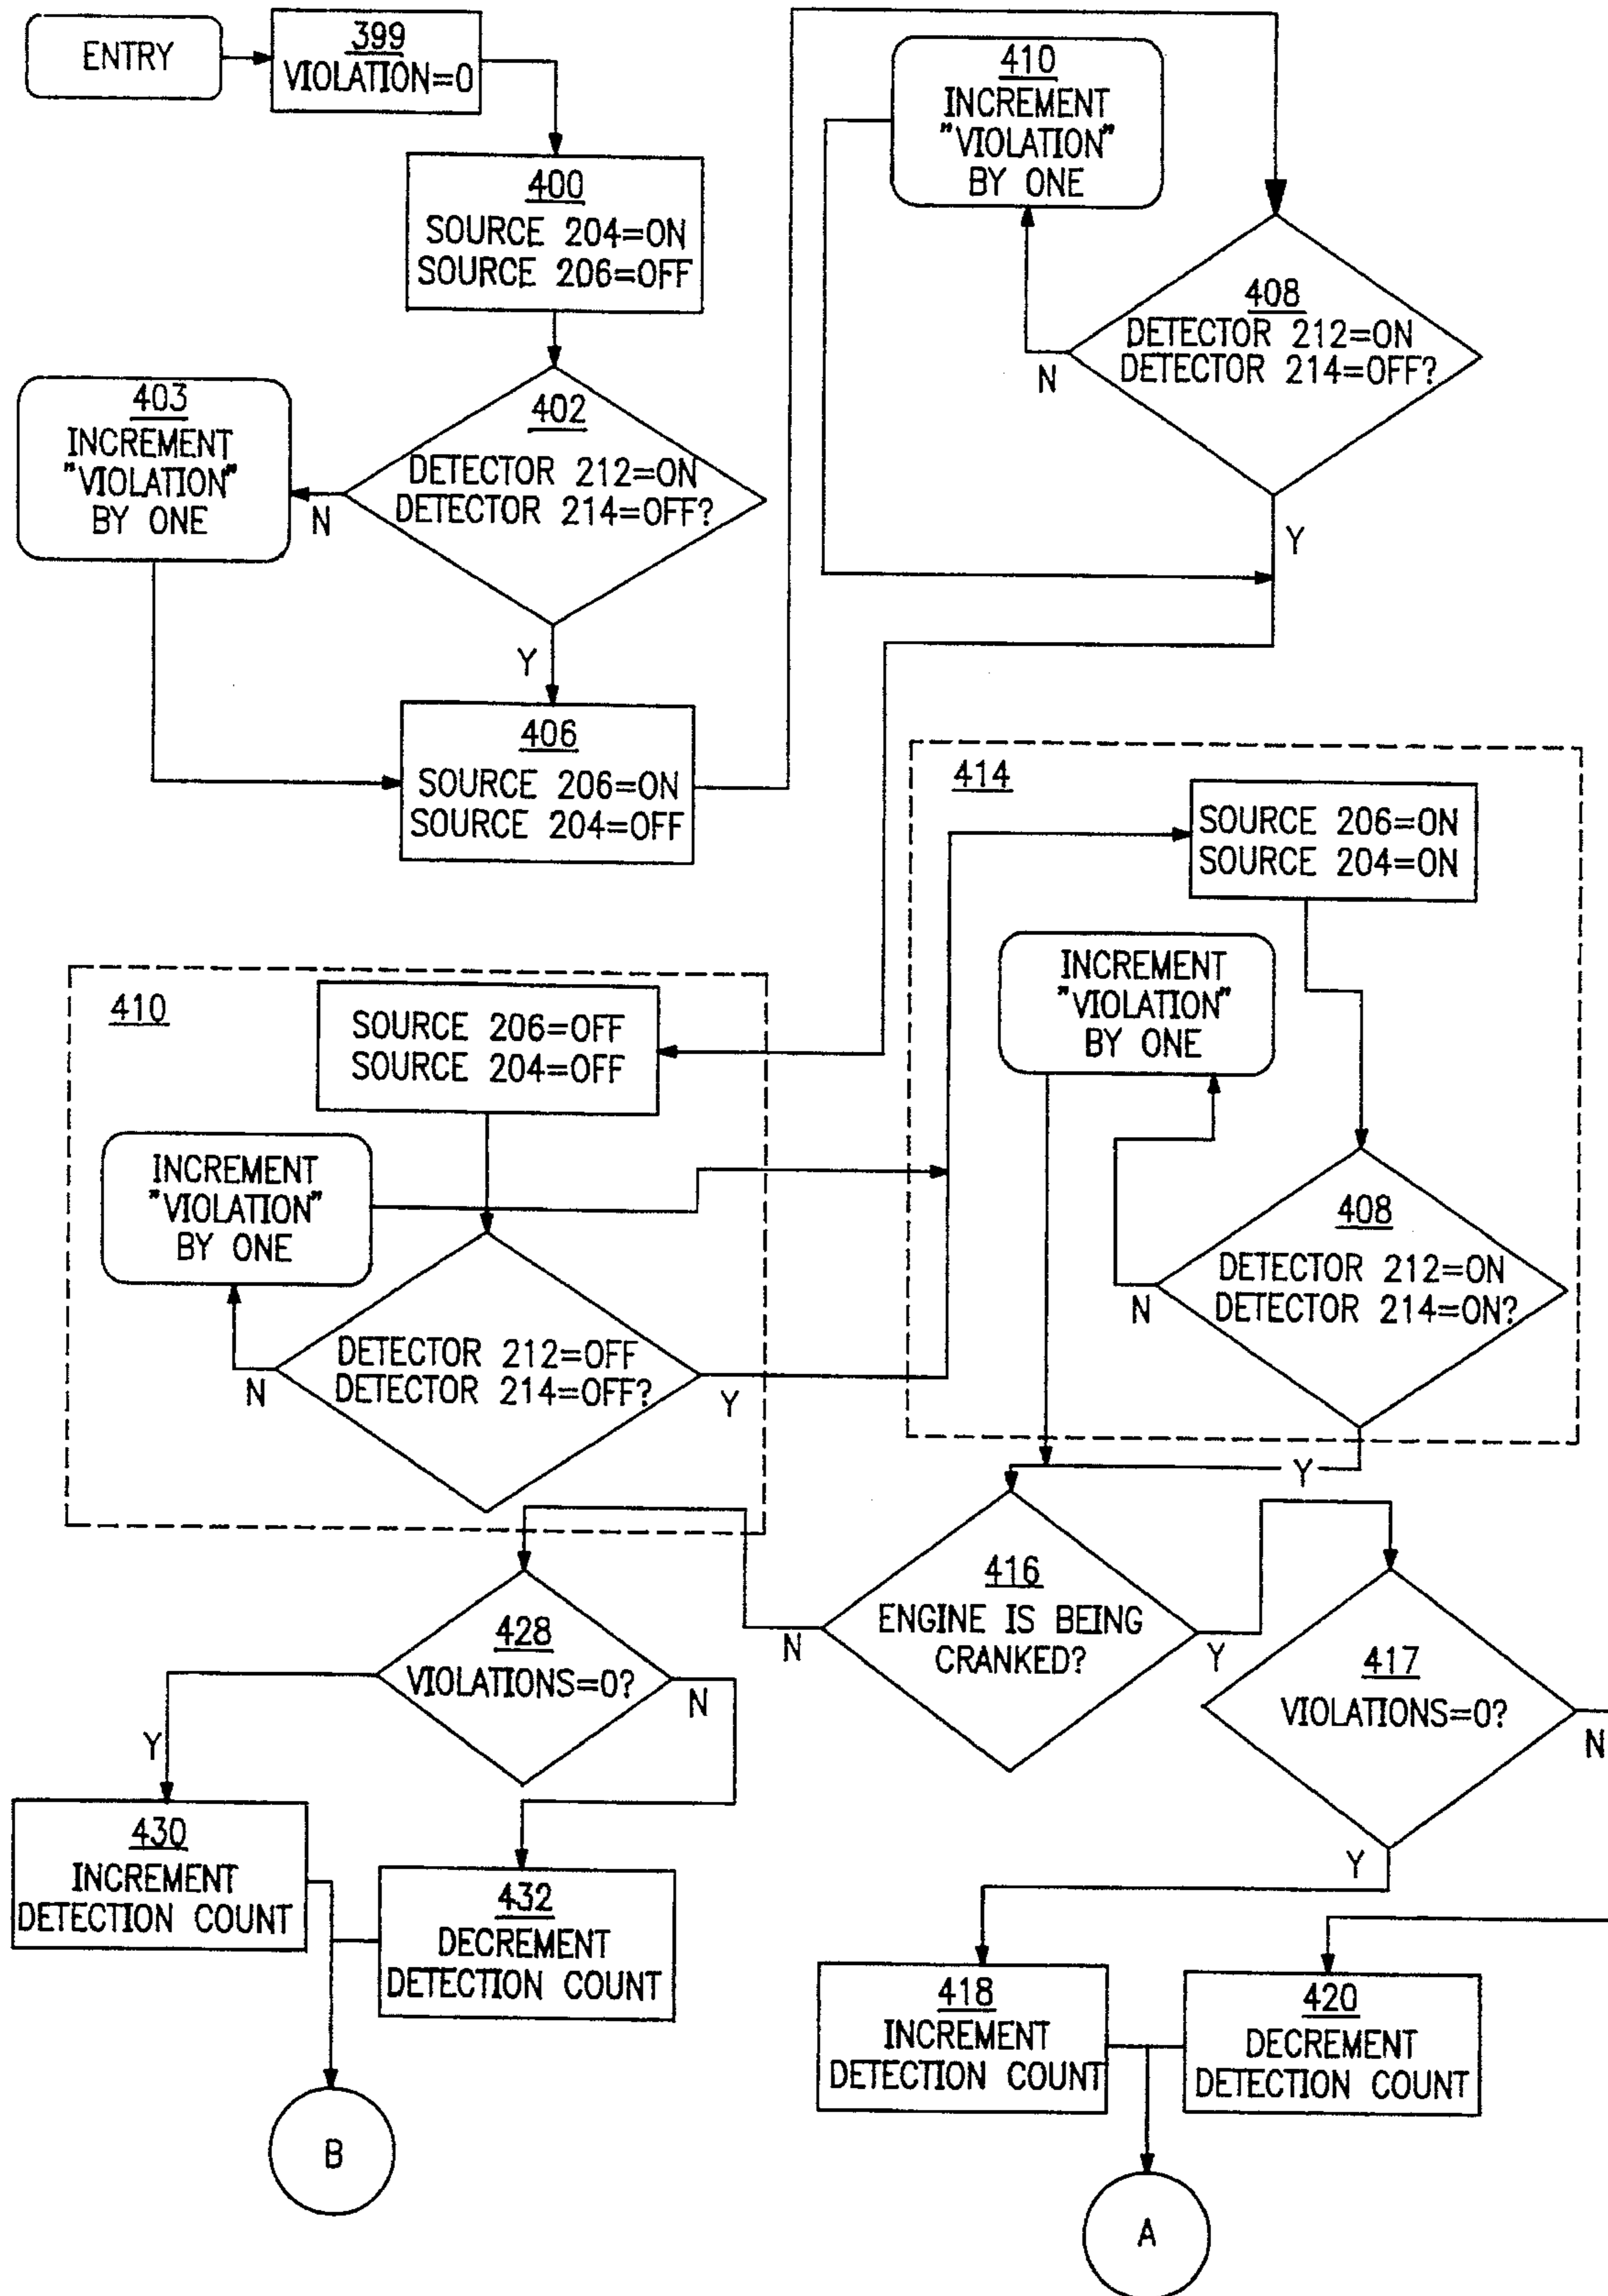 ENTRY
399
VIOLATION=0
400
SOURCE 204=ON
SOURCE 206=OFF
402
DETECTOR 212=ON
DETECTOR 214=OFF?
N
Y
403
INCREMENT
"VIOLATION"
BY ONE
406
SOURCE 206=ON
SOURCE 204=OFF
410
INCREMENT
"VIOLATION"
BY ONE
408
DETECTOR 212=ON
DETECTOR 214=OFF?
N
Y
410
SOURCE 206=OFF
SOURCE 204=OFF
INCREMENT
"VIOLATION"
BY ONE
DETECTOR 212=OFF
DETECTOR 214=OFF?
N
Y
414
SOURCE 206=ON
SOURCE 204=ON
INCREMENT
"VIOLATION"
BY ONE
408
DETECTOR 212=ON
DETECTOR 214=ON?
N
Y
416
ENGINE IS BEING
CRANKED?
N
Y
428
VIOLATIONS=0?
N
Y
430
INCREMENT
DETECTION COUNT
432
DECREMENT
DETECTION COUNT
B
417
VIOLATIONS=0?
N
Y
418
INCREMENT
DETECTION COUNT
420
DECREMENT
DETECTION COUNT
A